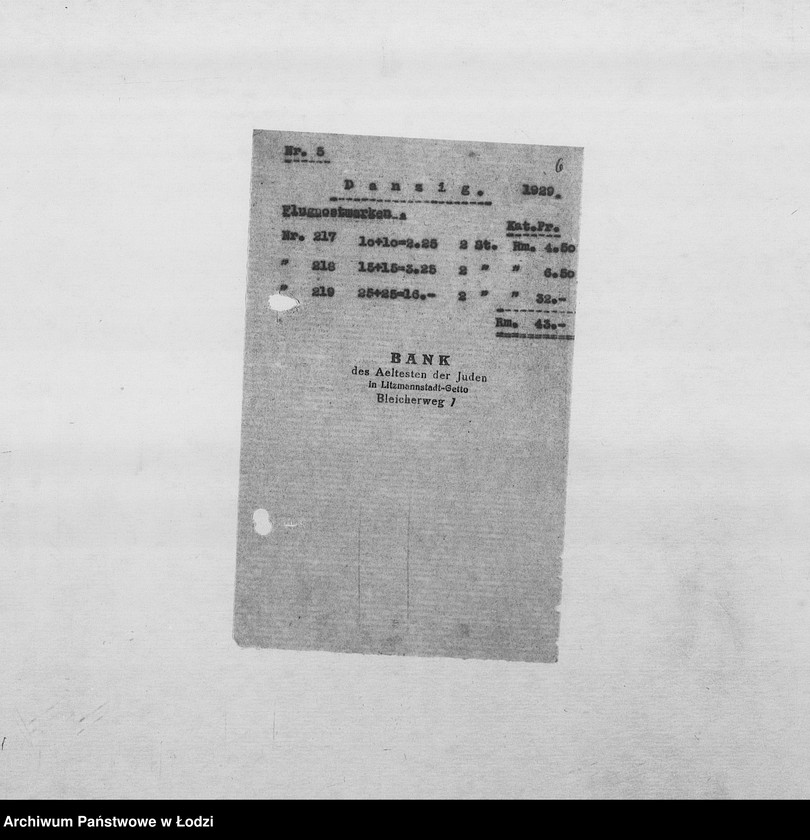 Nr. 5
6
D a n z i g. 1929.
Flugpostmarken.
Kat.Pr.
Nr. 217 10+10=2.25 2 St. Rm. 4.50
" 218 15+15=3.25 2 " " 6.50
" 219 25+25=16.- 2 " " 32.-
Rm. 43.-
BANK
des Aeltesten der Juden
in Litzmannstadt-Getto
Bleicherweg 7
Archiwum Państwowe w Łodzi